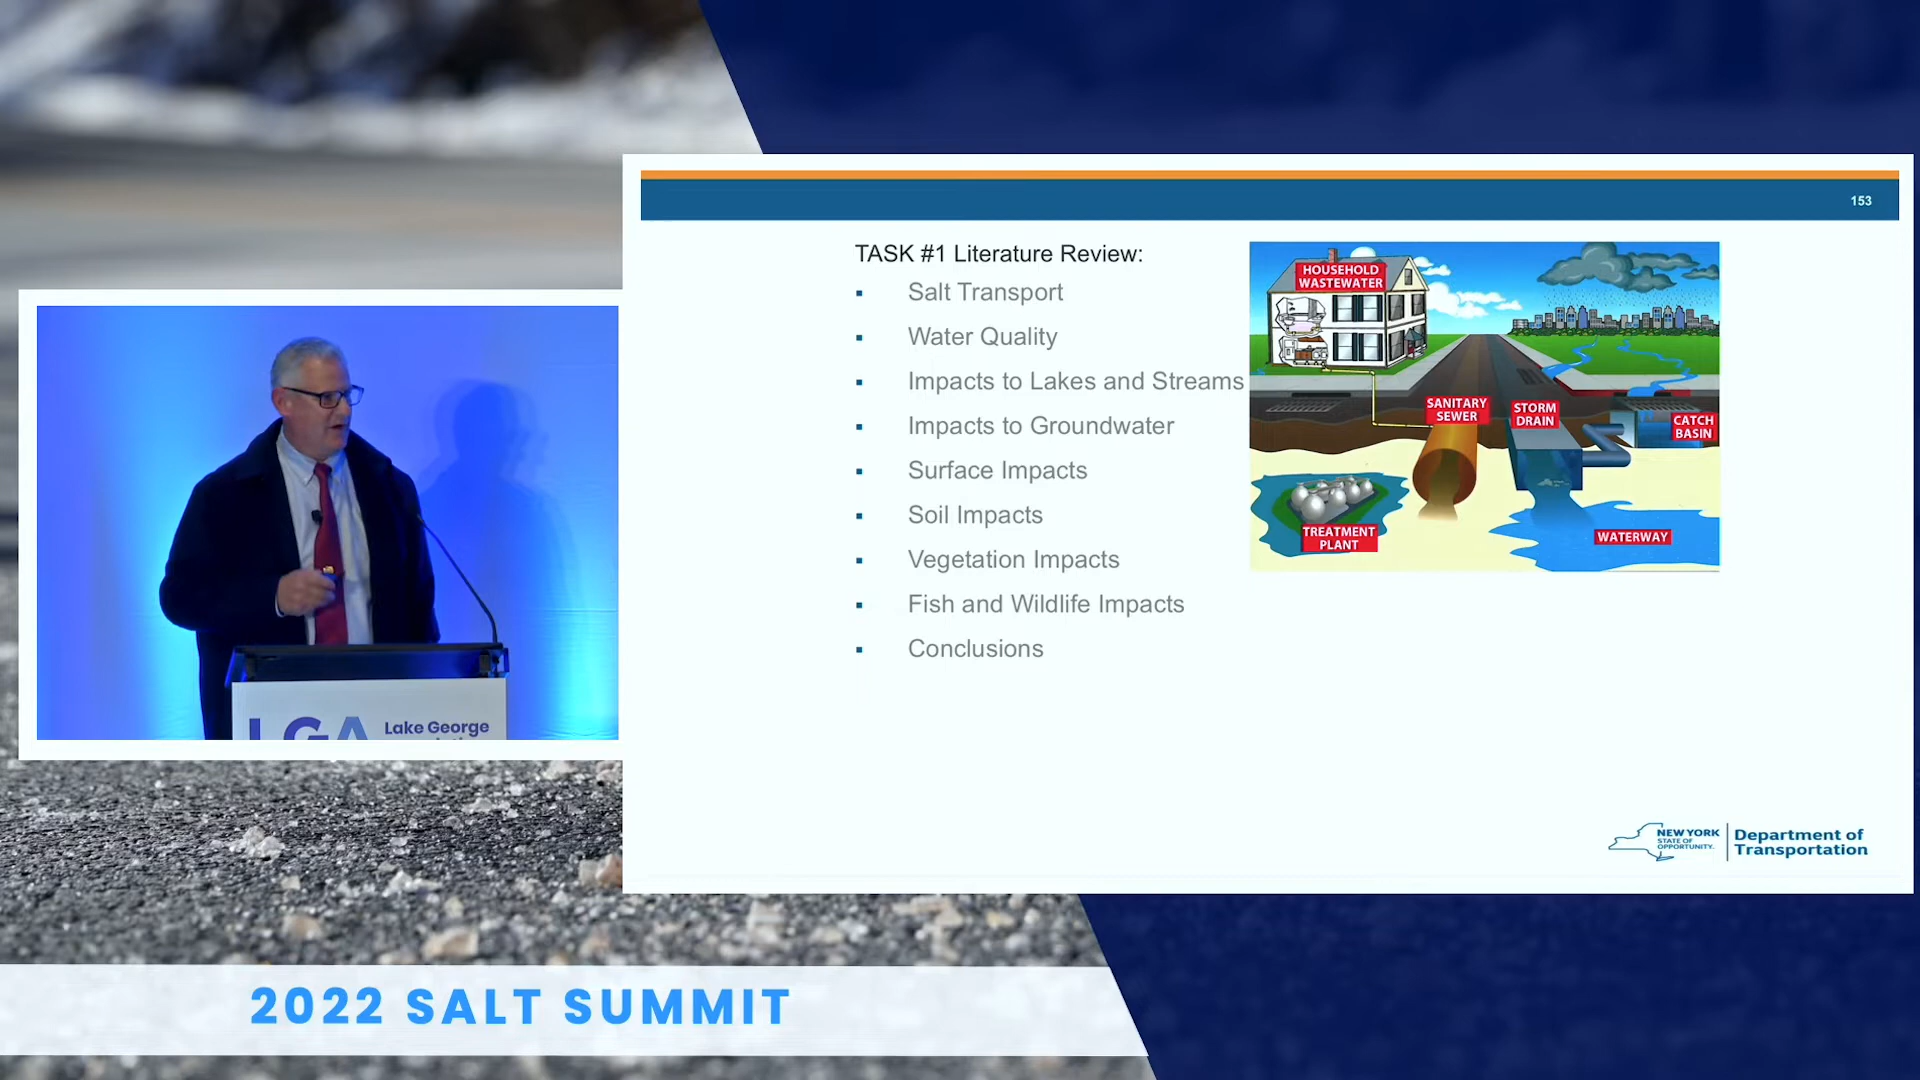 153
TASK #1 Literature Review:
Salt Transport
Water Quality
Impacts to Lakes and Streams
Impacts to Groundwater
Surface Impacts
Soil Impacts
Vegetation Impacts
Fish and Wildlife Impacts
Conclusions
HOUSEHOLD
WASTEWATER
SANITARY
SEWER
STORM
DRAIN
CATCH
BASIN
TREATMENT
PLANT
WATERWAY
LGA
Lake George
NEW YORK
STATE OF
OPPORTUNITY.
Department of
Transportation
2022 SALT SUMMIT